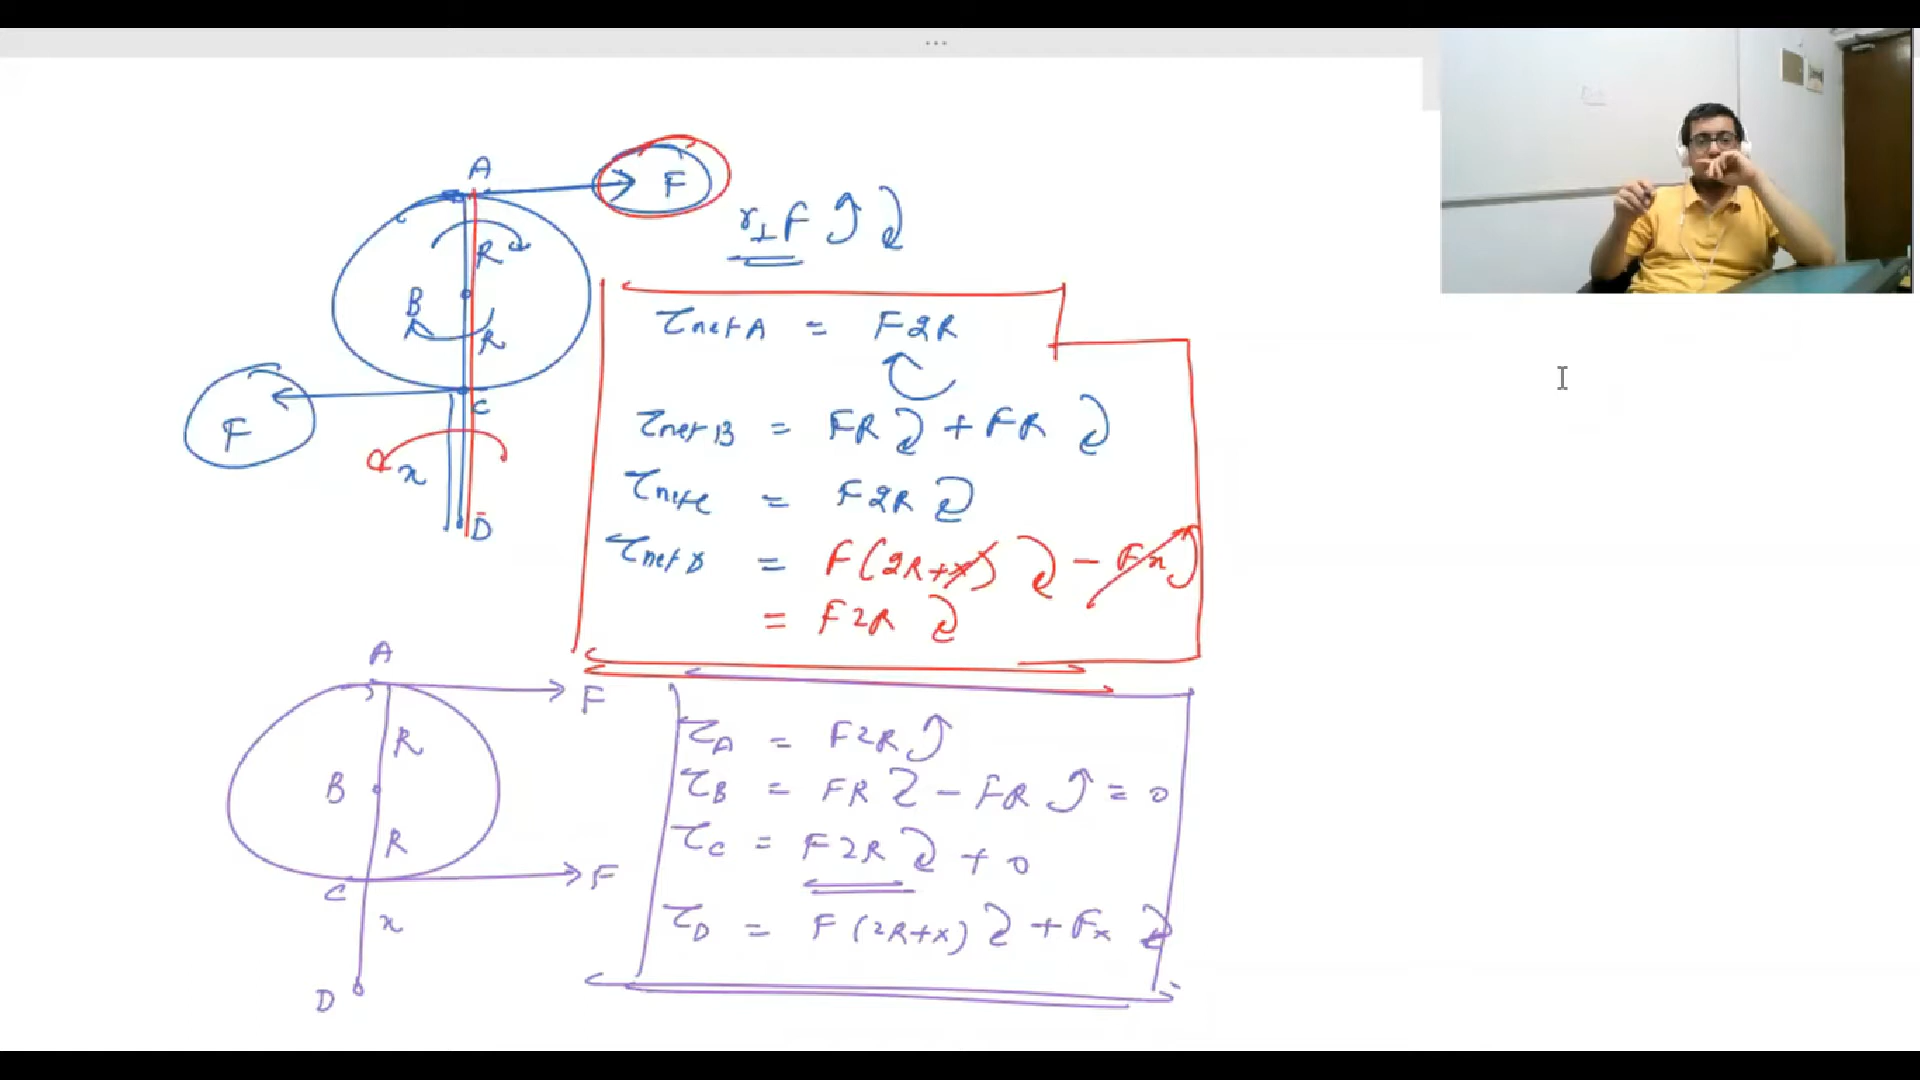 A
F
r⊥F ⤴ ⤵
R
B
R
F
C
x
D
τnet A = F2R
τnet B = FR ⤵ + FR ⤵
τnet C = F2R ⤵
τnet D = F(2R+x) ⤵ − Fx ⤴
= F2R ⤵
A
F
R
B
R
C
F
x
D
τA = F2R ⤴
τB = FR ⤵ − FR ⤴ = 0
τC = F2R ⤵ + 0
τD = F(2R+x) ⤵ + Fx ⤵